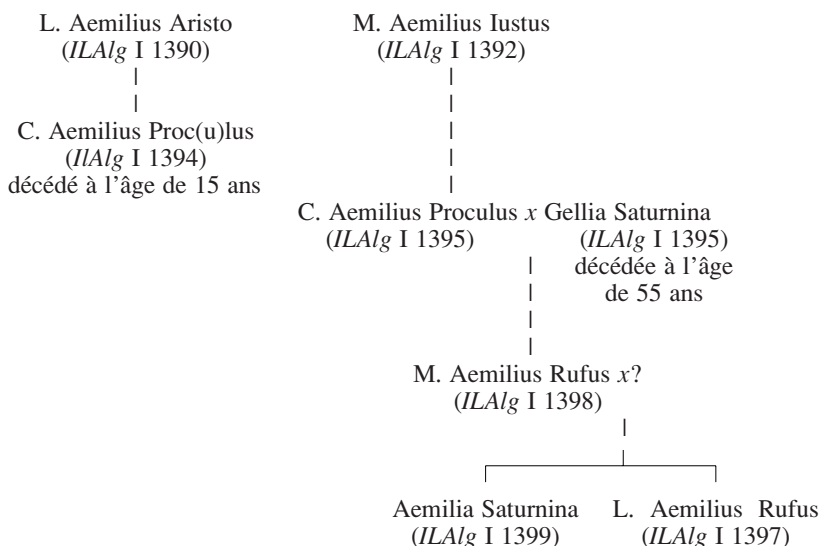 L. Aemilius Aristo
(ILAlg I 1390)
M. Aemilius Iustus
(ILAlg I 1392)
C. Aemilius Proc(u)lus
(IlAlg I 1394)
décédé à l'âge de 15 ans
C. Aemilius Proculus x Gellia Saturnina
(ILAlg I 1395) (ILAlg I 1395)
décédée à l'âge
de 55 ans
M. Aemilius Rufus x?
(ILAlg I 1398)
Aemilia Saturnina L. Aemilius Rufus
(ILAlg I 1399) (ILAlg I 1397)